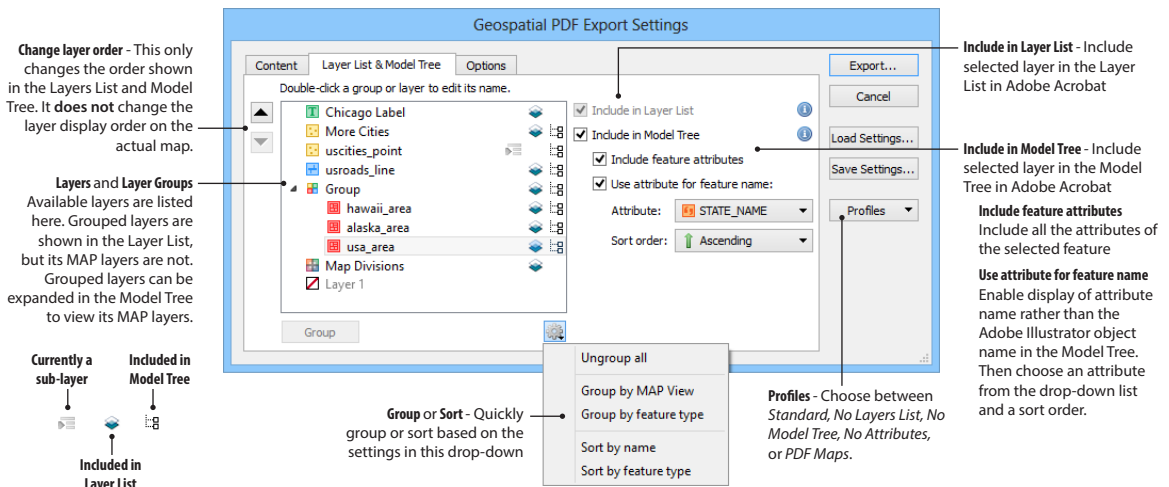 Geospatial PDF Export Settings
Change layer order - This only
changes the order shown
in the Layers List and Model
Tree. It does not change the
layer display order on the
actual map.
Layers and Layer Groups
Available layers are listed
here. Grouped layers are
shown in the Layer List,
but its MAP layers are not.
Grouped layers can be
expanded in the Model Tree
to view its MAP layers.
Currently a
sub-layer
Included in
Model Tree
Included in
Layer List
Content
Layer List & Model Tree
Options
Double-click a group or layer to edit its name.
Chicago Label
More Cities
uscities_point
usroads_line
Group
hawaii_area
alaska_area
usa_area
Map Divisions
Layer 1
Group
Include in Layer List
Include in Model Tree
Include feature attributes
Use attribute for feature name:
Attribute: STATE_NAME
Sort order: Ascending
Export...
Cancel
Load Settings...
Save Settings...
Profiles
Ungroup all
Group by MAP View
Group by feature type
Sort by name
Sort by feature type
Group or Sort - Quickly
group or sort based on the
settings in this drop-down
Profiles - Choose between
Standard, No Layers List, No
Model Tree, No Attributes,
or PDF Maps.
Include in Layer List - Include
selected layer in the Layer
List in Adobe Acrobat
Include in Model Tree - Include
selected layer in the Model
Tree in Adobe Acrobat
Include feature attributes
Include all the attributes of
the selected feature
Use attribute for feature name
Enable display of attribute
name rather than the
Adobe Illustrator object
name in the Model Tree.
Then choose an attribute
from the drop-down list
and a sort order.